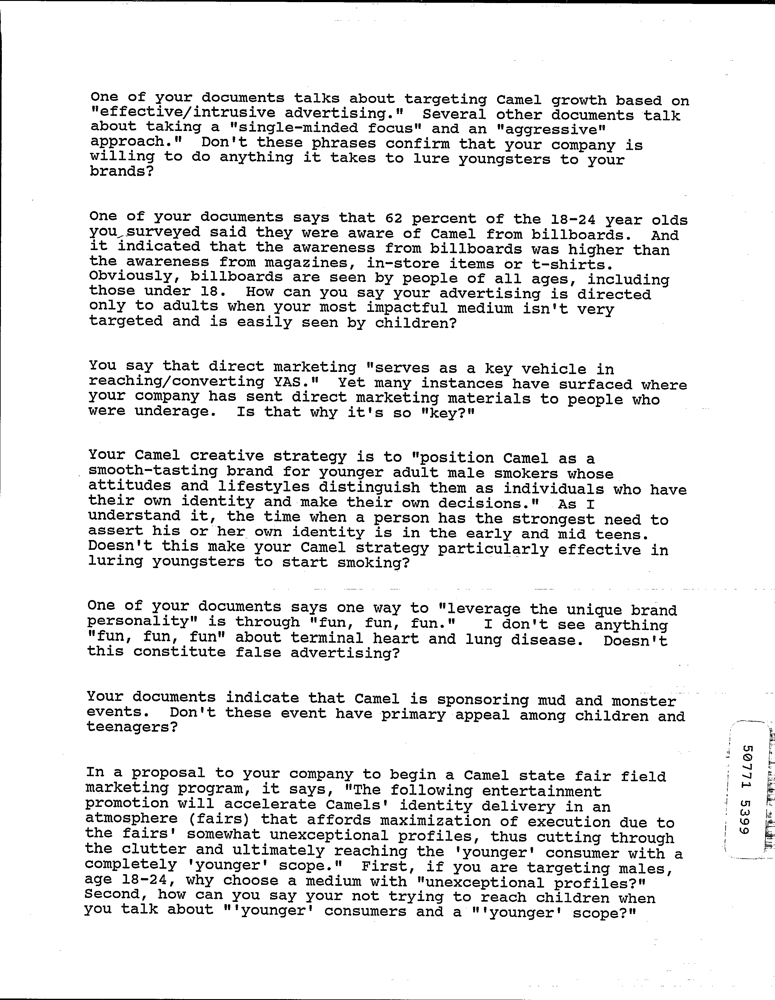 One of your documents talks about targeting Camel growth based on
"effective/intrusive advertising." Several other documents talk
about taking a "single-minded focus" and an "aggressive"
approach." Don't these phrases confirm that your company is
willing to do anything it takes to lure youngsters to your
brands?
One of your documents says that 62 percent of the 18-24 year olds
you surveyed said they were aware of Camel from billboards. And
it indicated that the awareness from billboards was higher than
the awareness from magazines, in-store items or t-shirts.
Obviously, billboards are seen by people of all ages, including
those under 18. How can you say your advertising is directed
only to adults when your most impactful medium isn't very
targeted and is easily seen by children?
You say that direct marketing "serves as a key vehicle in
reaching/converting YAS." Yet many instances have surfaced where
your company has sent direct marketing materials to people who
were underage. Is that why it's so "key?"
Your Camel creative strategy is to "position Camel as a
smooth-tasting brand for younger adult male smokers whose
attitudes and lifestyles distinguish them as individuals who have
their own identity and make their own decisions." As I
understand it, the time when a person has the strongest need to
assert his or her own identity is in the early and mid teens.
Doesn't this make your Camel strategy particularly effective in
luring youngsters to start smoking?
One of your documents says one way to "leverage the unique brand
personality" is through "fun, fun, fun." I don't see anything
"fun, fun, fun" about terminal heart and lung disease. Doesn't
this constitute false advertising?
Your documents indicate that Camel is sponsoring mud and monster
events. Don't these event have primary appeal among children and
teenagers?
In a proposal to your company to begin a Camel state fair field
marketing program, it says, "The following entertainment
promotion will accelerate Camels' identity delivery in an
atmosphere (fairs) that affords maximization of execution due to
the fairs' somewhat unexceptional profiles, thus cutting through
the clutter and ultimately reaching the 'younger' consumer with a
completely 'younger' scope." First, if you are targeting males,
age 18-24, why choose a medium with "unexceptional profiles?"
Second, how can you say your not trying to reach children when
you talk about "'younger' consumers and a "'younger' scope?"
50771 5399